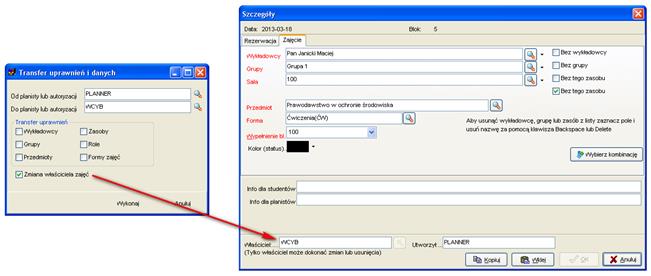 Transfer uprawnień i danych
Od planisty lub autoryzacji PLANNER
Do planisty lub autoryzacji WCYB
Transfer uprawnień
Wykładowcy Zasoby
Grupy Role
Przedmioty Formy zajęć
Zmiana właściciela zajęć
Wykonaj Anuluj
Szczegóły
Data: 2013-03-18 Blok: 5
Rezerwacja Zajęcie
Wykładowcy Pan Janicki Maciej Bez wykładowcy
Grupy Grupa 1 Bez grupy
Sala 100 Bez tego zasobu
Bez tego zasobu
Przedmiot Prawodawstwo w ochronie środowiska
Forma Ćwiczenia(ĆW)
Aby usunąć wykładowcę, grupę lub zasób z listy zaznacz pole i
usuń nazwę za pomocą klawisza Backspace lub Delete
Wypełnienie bl 100
Kolor (status)
Wybierz kombinację
Info dla studentów
Info dla planistów
Właściciel... WCYB Utworzył... PLANNER
(Tylko właściciel może dokonać zmian lub usunięcia)
Kopiuj Wklej OK Anuluj